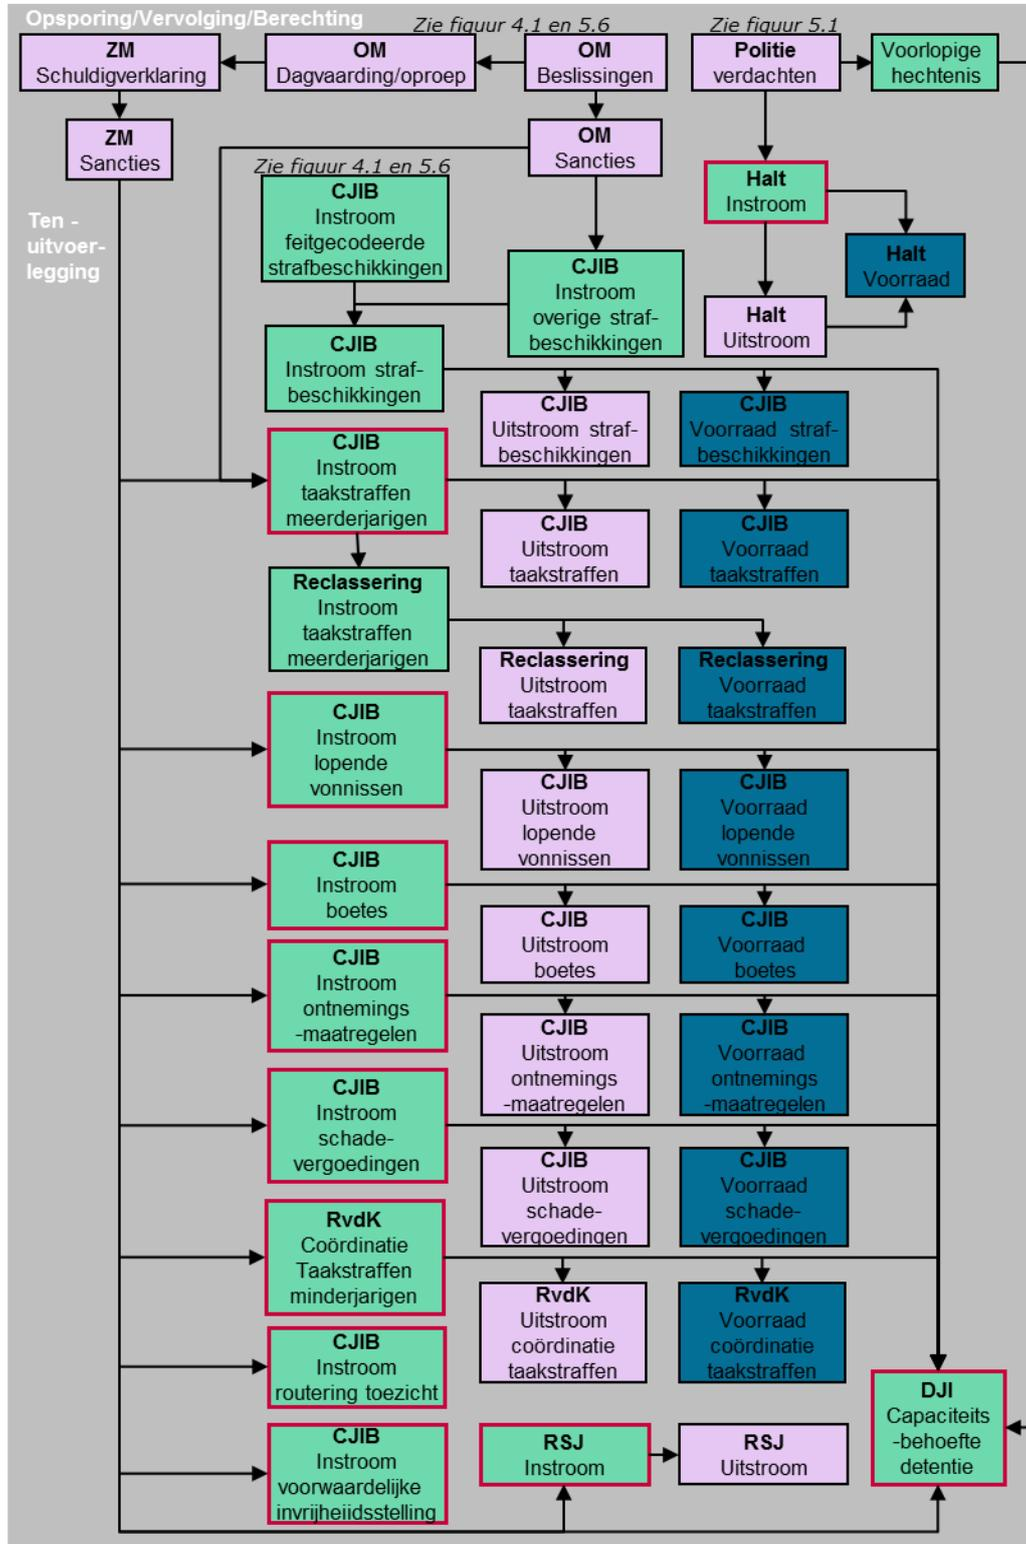 Opsporing/Vervolging/Berechting
Zie figuur 4.1 en 5.6
Zie figuur 5.1
ZM
Schuldigverklaring
OM
Dagvaarding/oproep
OM
Beslissingen
Politie
verdachten
Voorlopige
hechtenis
ZM
Sancties
OM
Sancties
Zie figuur 4.1 en 5.6
CJIB
Instroom
feitgecodeerde
strafbeschikkingen
Halt
Instroom
Ten -
uitvoer-
legging
Halt
Voorraad
CJIB
Instroom
overige straf-
beschikkingen
Halt
Uitstroom
CJIB
Instroom straf-
beschikkingen
CJIB
Uitstroom straf-
beschikkingen
CJIB
Voorraad straf-
beschikkingen
CJIB
Instroom
taakstraffen
meerderjarigen
CJIB
Uitstroom
taakstraffen
CJIB
Voorraad
taakstraffen
Reclassering
Instroom
taakstraffen
meerderjarigen
Reclassering
Uitstroom
taakstraffen
Reclassering
Voorraad
taakstraffen
CJIB
Instroom
lopende
vonnissen
CJIB
Uitstroom
lopende
vonnissen
CJIB
Voorraad
lopende
vonnissen
CJIB
Instroom
boetes
CJIB
Uitstroom
boetes
CJIB
Voorraad
boetes
CJIB
Instroom
ontnemings
-maatregelen
CJIB
Uitstroom
ontnemings
-maatregelen
CJIB
Voorraad
ontnemings
-maatregelen
CJIB
Instroom
schade-
vergoedingen
CJIB
Uitstroom
schade-
vergoedingen
CJIB
Voorraad
schade-
vergoedingen
RvdK
Coördinatie
Taakstraffen
minderjarigen
RvdK
Uitstroom
coördinatie
taakstraffen
RvdK
Voorraad
coördinatie
taakstraffen
CJIB
Instroom
routering toezicht
DJI
Capaciteits
-behoefte
detentie
CJIB
Instroom
voorwaardelijke
invrijheiidsstelling
RSJ
Instroom
RSJ
Uitstroom